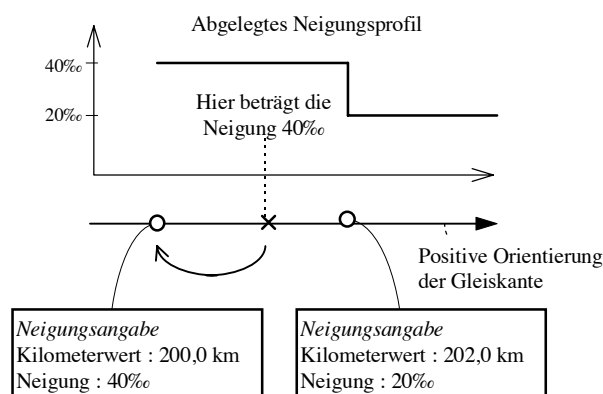 Abgelegtes Neigungsprofil
40‰
20‰
Hier beträgt die
Neigung 40‰
Positive Orientierung
der Gleiskante
Neigungsangabe
Kilometerwert : 200,0 km
Neigung : 40‰
Neigungsangabe
Kilometerwert : 202,0 km
Neigung : 20‰